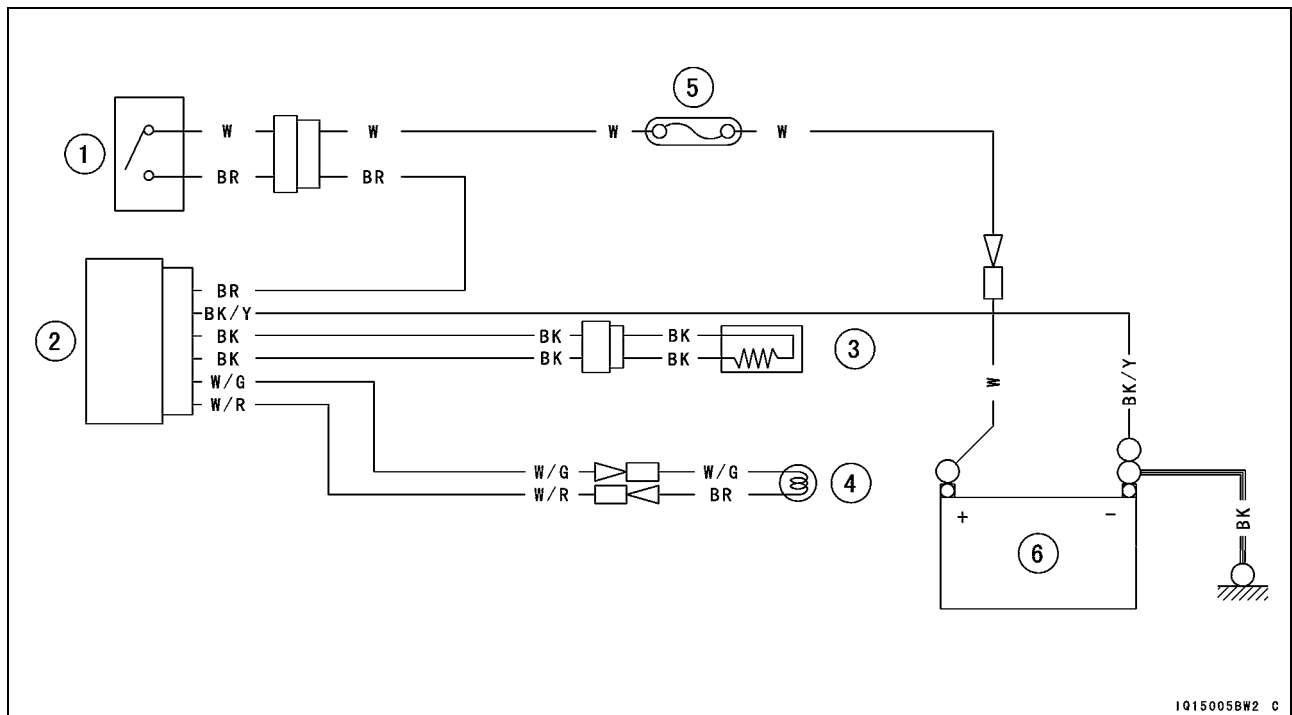 5
W W W W
1
BR BR
BR
BK/Y
2 BK BK BK 3
BK BK BK
W/G
W/R
W BK/Y
W/G W/G 4
W/R BR
+ -
6
BK
IQ15005BW2 C